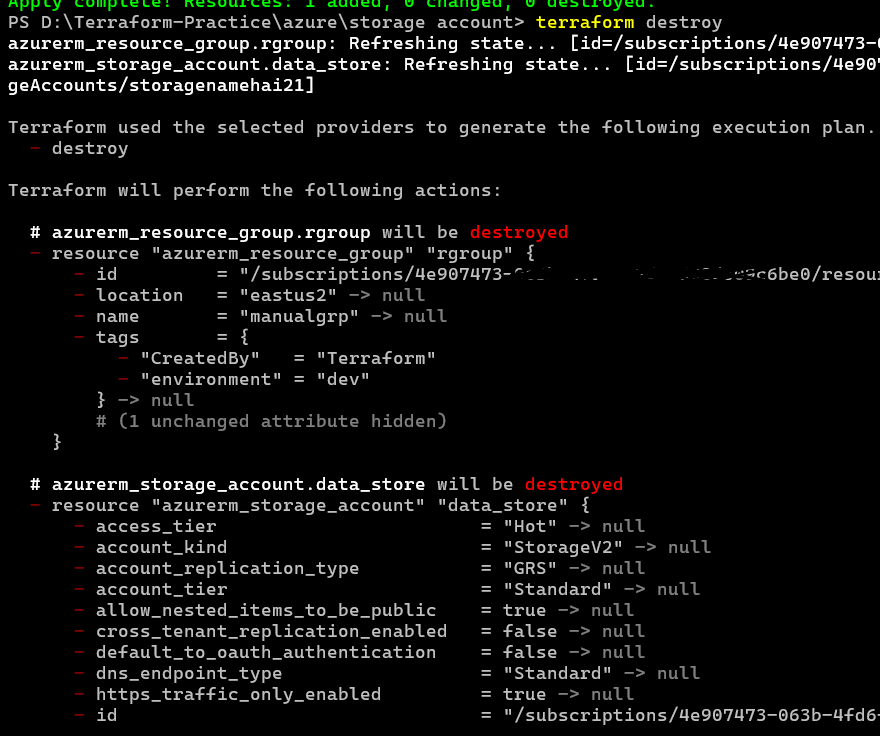 Apply complete! Resources: 1 added, 0 changed, 0 destroyed.
PS D:\Terraform-Practice\azure\storage account> terraform destroy
azurerm_resource_group.rgroup: Refreshing state... [id=/subscriptions/4e907473-
azurerm_storage_account.data_store: Refreshing state... [id=/subscriptions/4e90
geAccounts/storagenamehai21]
Terraform used the selected providers to generate the following execution plan.
- destroy
Terraform will perform the following actions:
# azurerm_resource_group.rgroup will be destroyed
- resource "azurerm_resource_group" "rgroup" {
- id = "/subscriptions/4e907473- c6be0/resou
- location = "eastus2" -> null
- name = "manualgrp" -> null
- tags = {
- "CreatedBy" = "Terraform"
- "environment" = "dev"
} -> null
# (1 unchanged attribute hidden)
}
# azurerm_storage_account.data_store will be destroyed
- resource "azurerm_storage_account" "data_store" {
- access_tier = "Hot" -> null
- account_kind = "StorageV2" -> null
- account_replication_type = "GRS" -> null
- account_tier = "Standard" -> null
- allow_nested_items_to_be_public = true -> null
- cross_tenant_replication_enabled = false -> null
- default_to_oauth_authentication = false -> null
- dns_endpoint_type = "Standard" -> null
- https_traffic_only_enabled = true -> null
- id = "/subscriptions/4e907473-063b-4fd6-